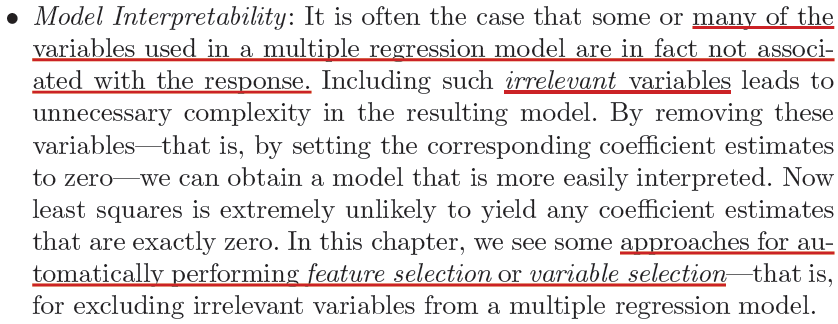 • Model Interpretability: It is often the case that some or many of the
variables used in a multiple regression model are in fact not associ-
ated with the response. Including such irrelevant variables leads to
unnecessary complexity in the resulting model. By removing these
variables—that is, by setting the corresponding coefficient estimates
to zero—we can obtain a model that is more easily interpreted. Now
least squares is extremely unlikely to yield any coefficient estimates
that are exactly zero. In this chapter, we see some approaches for au-
tomatically performing feature selection or variable selection—that is,
for excluding irrelevant variables from a multiple regression model.